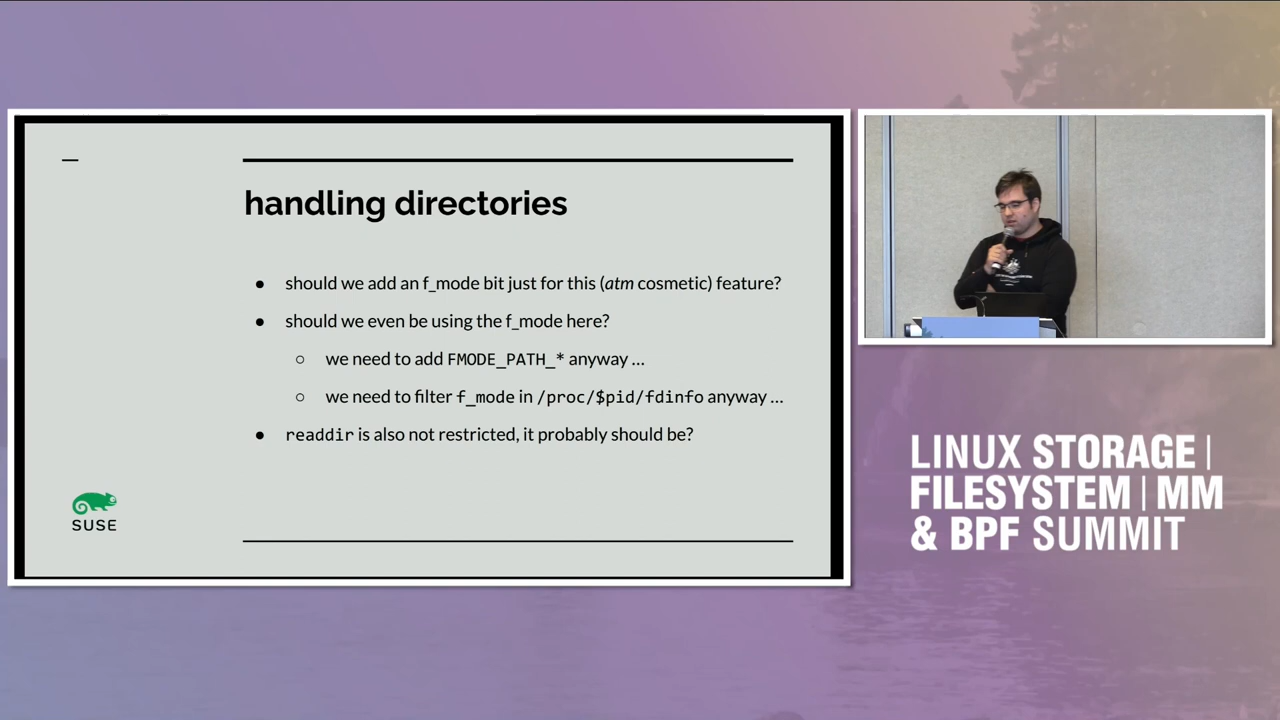 handling directories
● should we add an f_mode bit just for this (atm cosmetic) feature?
● should we even be using the f_mode here?
○ we need to add FMODE_PATH_* anyway ...
○ we need to filter f_mode in /proc/$pid/fdinfo anyway ...
● readdir is also not restricted, it probably should be?
SUSE
LINUX STORAGE |
FILESYSTEM | MM
& BPF SUMMIT